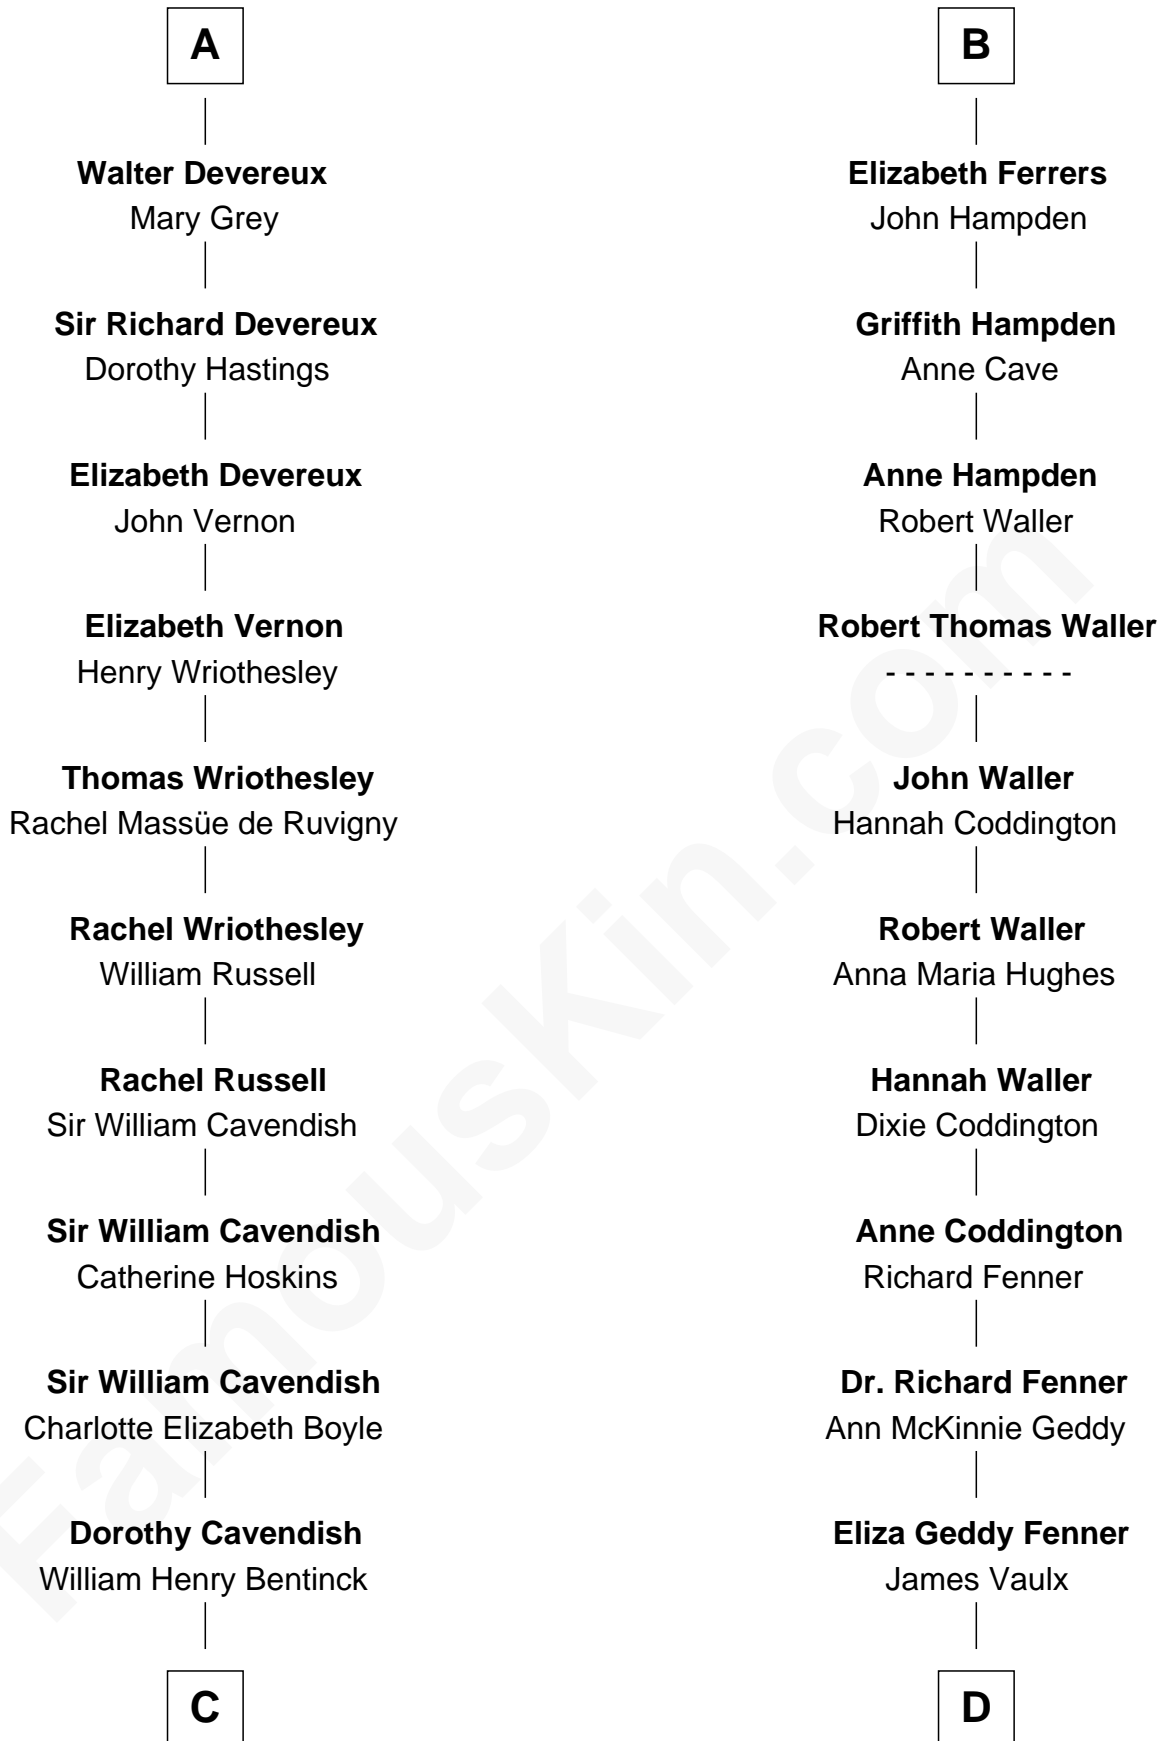 A
Walter Devereux
Mary Grey
Sir Richard Devereux
Dorothy Hastings
Elizabeth Devereux
John Vernon
Elizabeth Vernon
Henry Wriothesley
Thomas Wriothesley
Rachel Massüe de Ruvigny
Rachel Wriothesley
William Russell
Rachel Russell
Sir William Cavendish
Sir William Cavendish
Catherine Hoskins
Sir William Cavendish
Charlotte Elizabeth Boyle
Dorothy Cavendish
William Henry Bentinck
C
B
Elizabeth Ferrers
John Hampden
Griffith Hampden
Anne Cave
Anne Hampden
Robert Waller
Robert Thomas Waller
- - - - - - - - - -
John Waller
Hannah Coddington
Robert Waller
Anna Maria Hughes
Hannah Waller
Dixie Coddington
Anne Coddington
Richard Fenner
Dr. Richard Fenner
Ann McKinnie Geddy
Eliza Geddy Fenner
James Vaulx
D
FamousKin.com